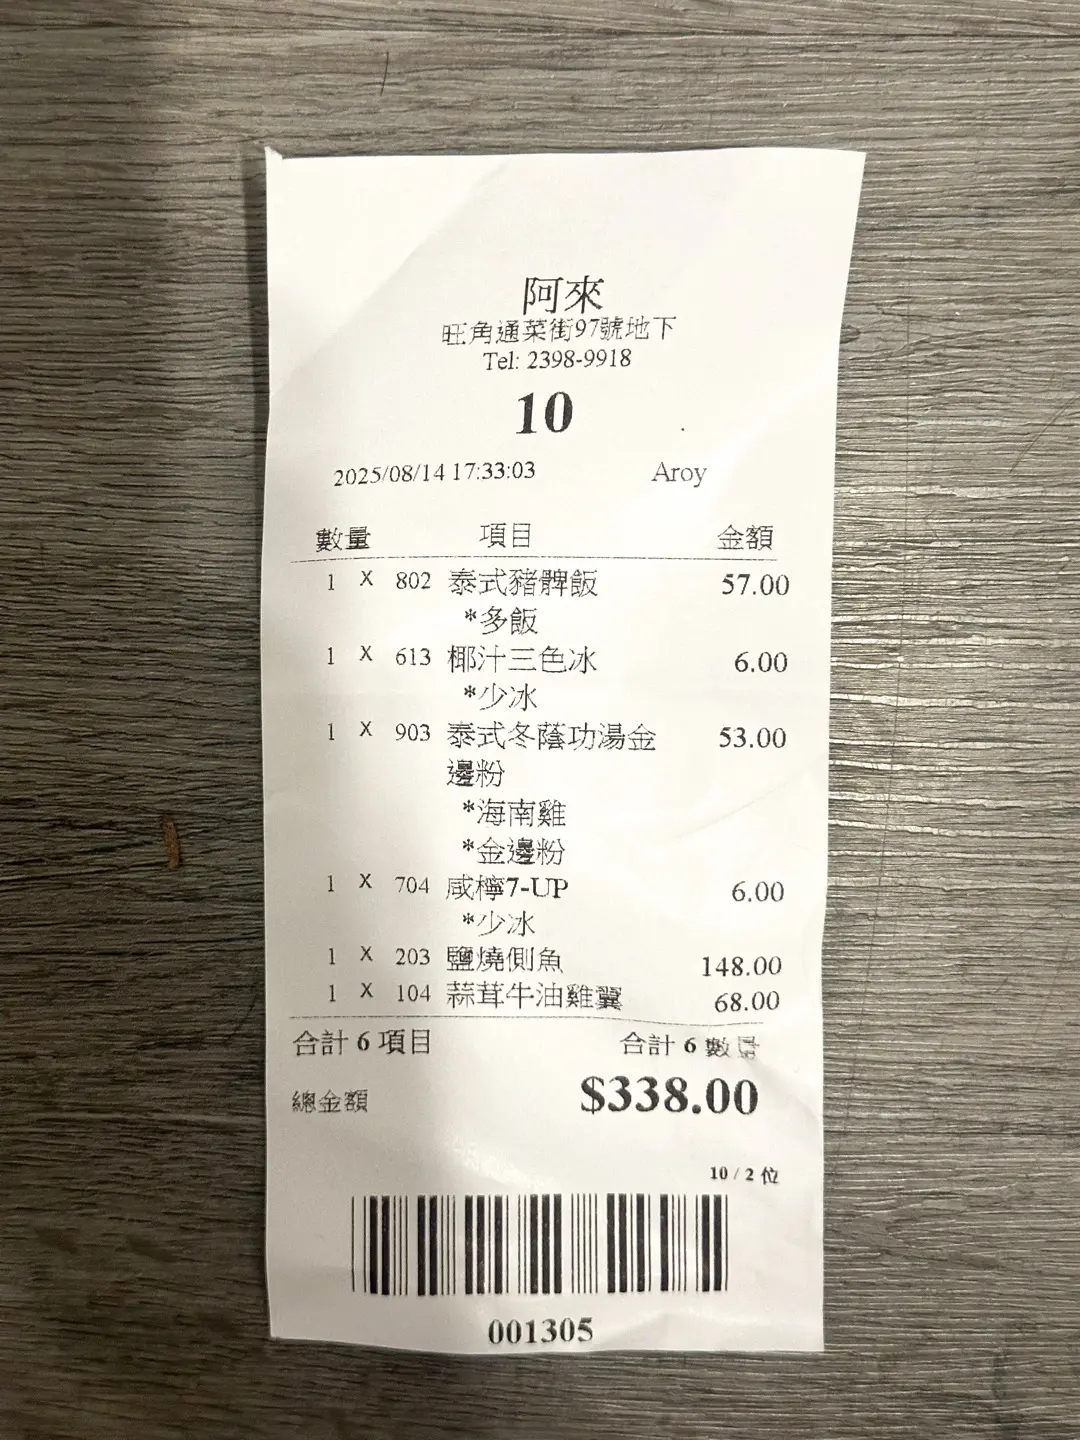 阿來
旺角通菜街97號地下
Tel: 2398-9918
10
2025/08/14 17:33:03 Aroy
數量 項目 金額
1 X 802 泰式豬髀飯 57.00
*多飯
1 X 613 椰汁三色冰 6.00
*少冰
1 X 903 泰式冬蔭功湯金 53.00
邊粉
*海南雞
*金邊粉
1 X 704 咸檸7-UP 6.00
*少冰
1 X 203 鹽燒側魚 148.00
1 X 104 蒜茸牛油雞翼 68.00
合計 6 項目 合計 6 數量
總金額 $338.00
10 / 2 位
001305